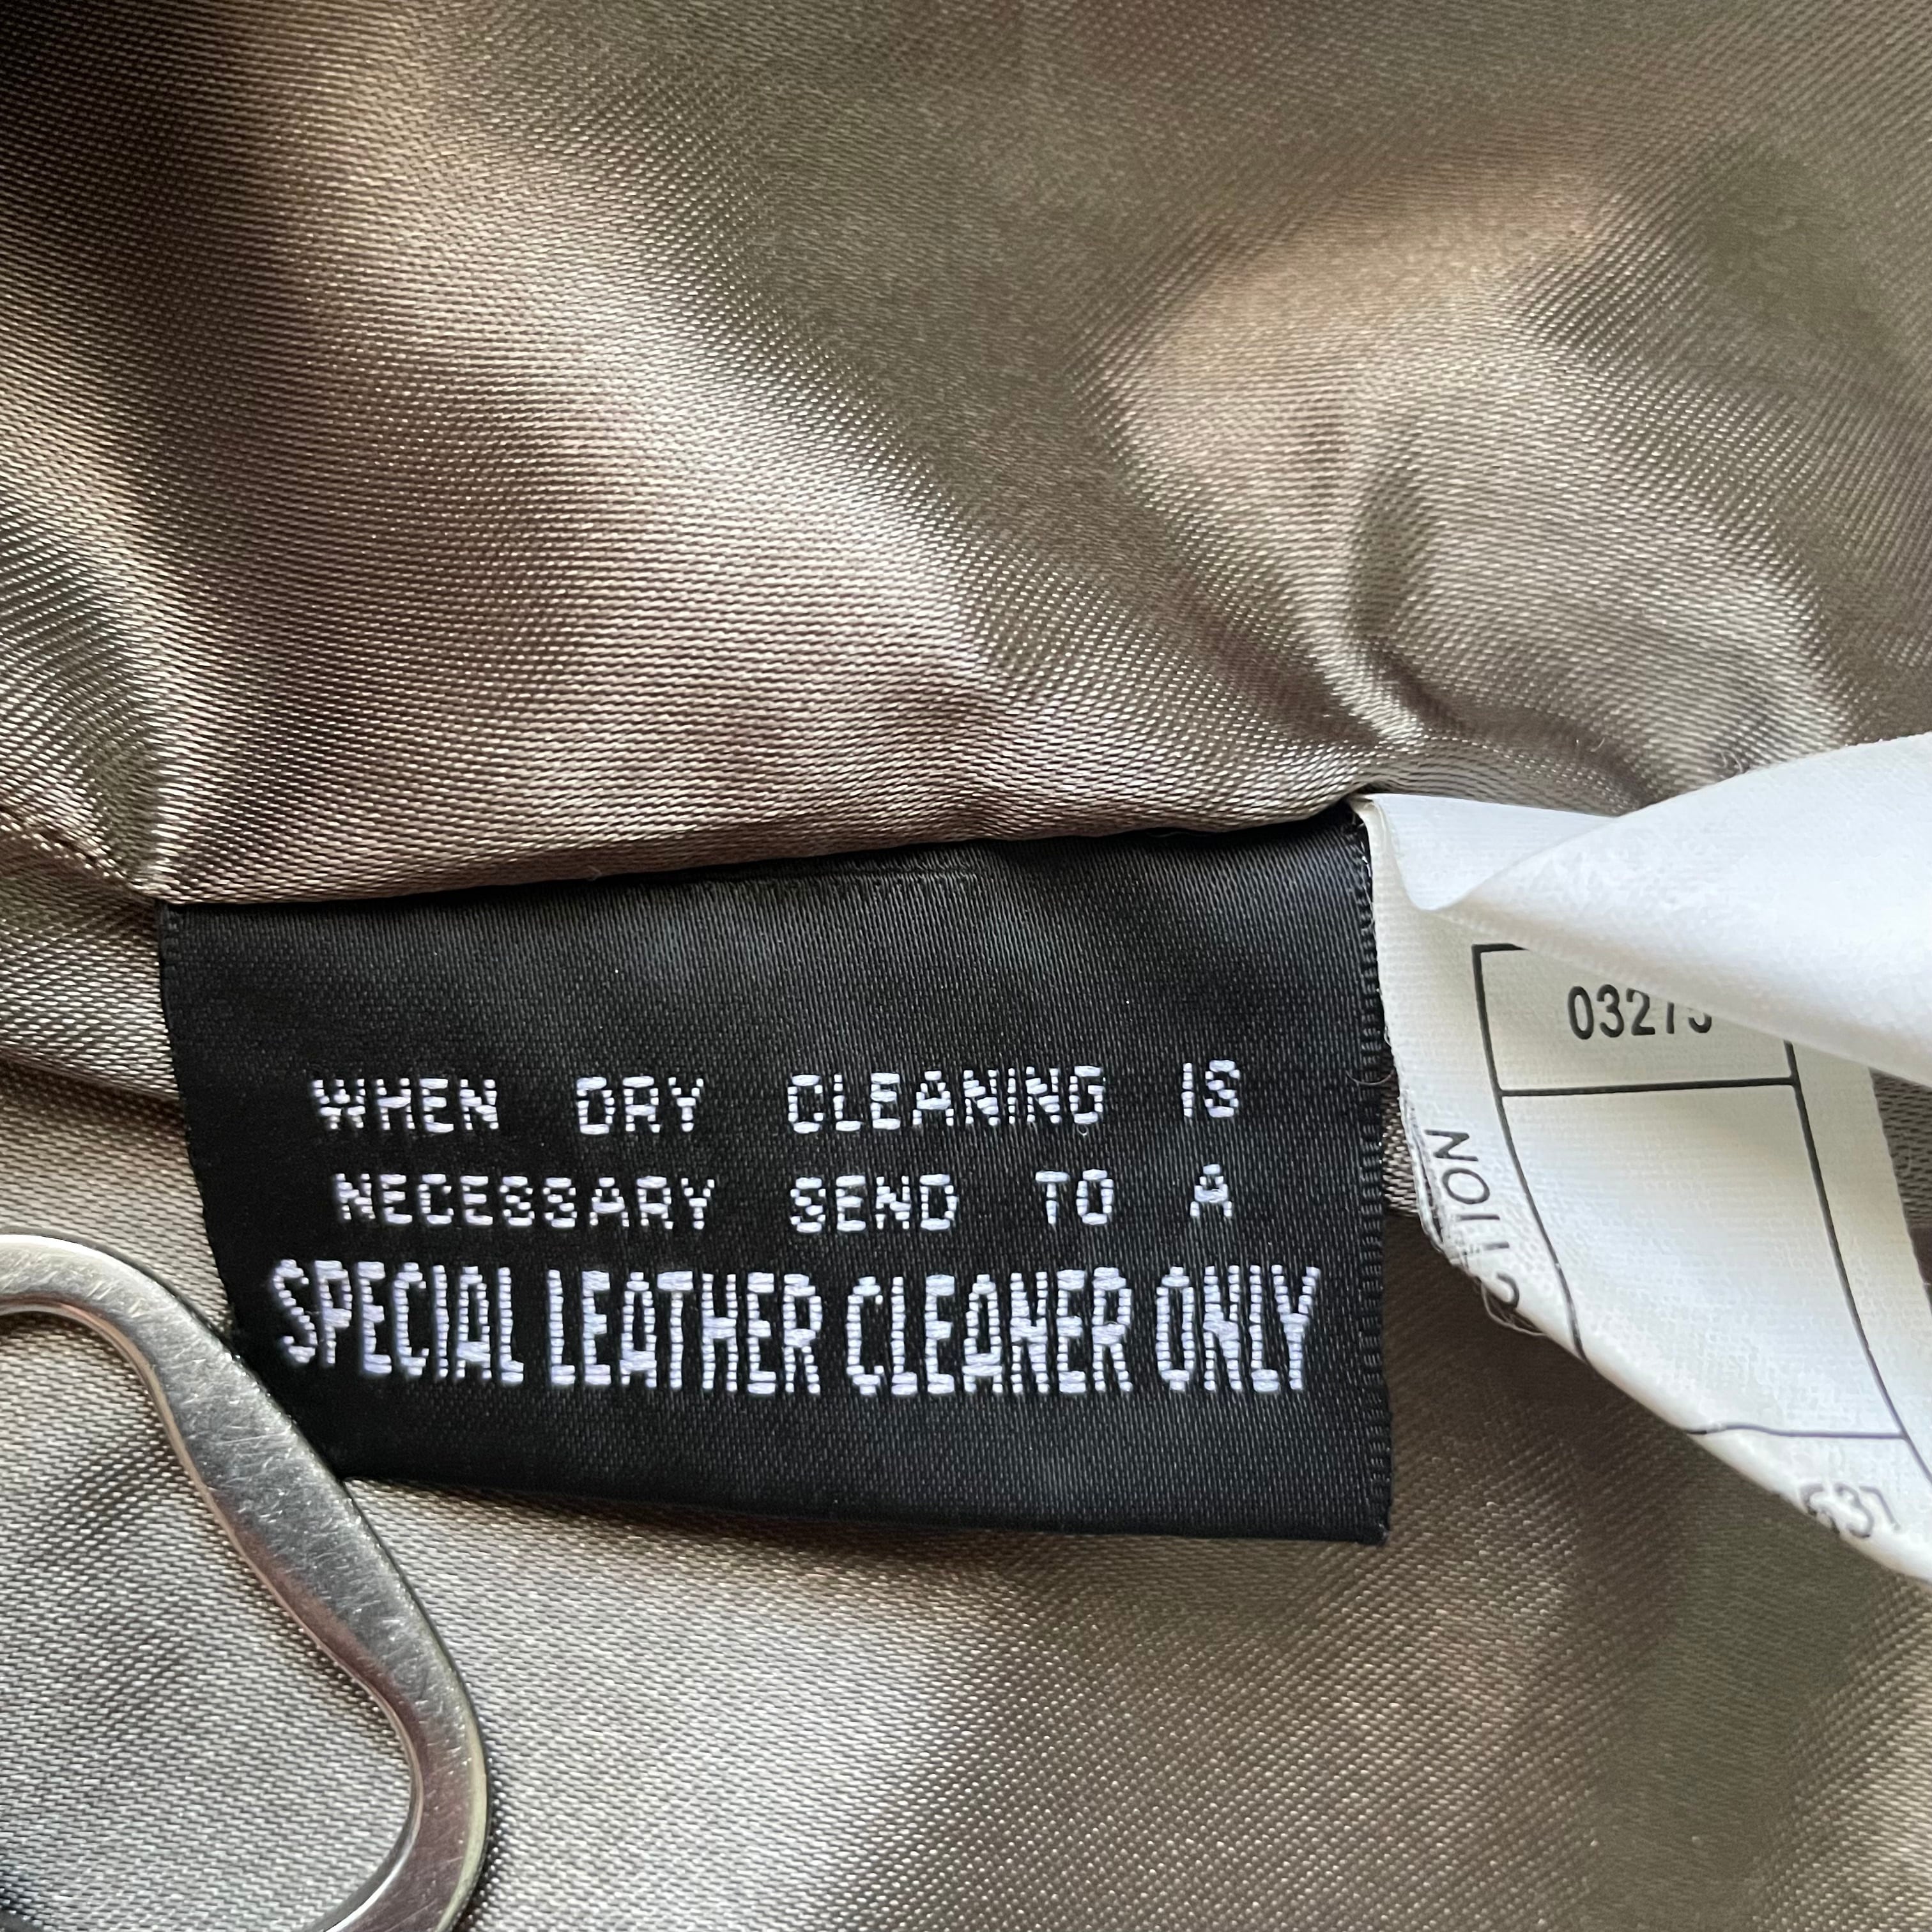 WHEN DRY CLEANING IS
NECESSARY SEND TO A
SPECIAL LEATHER CLEANER ONLY